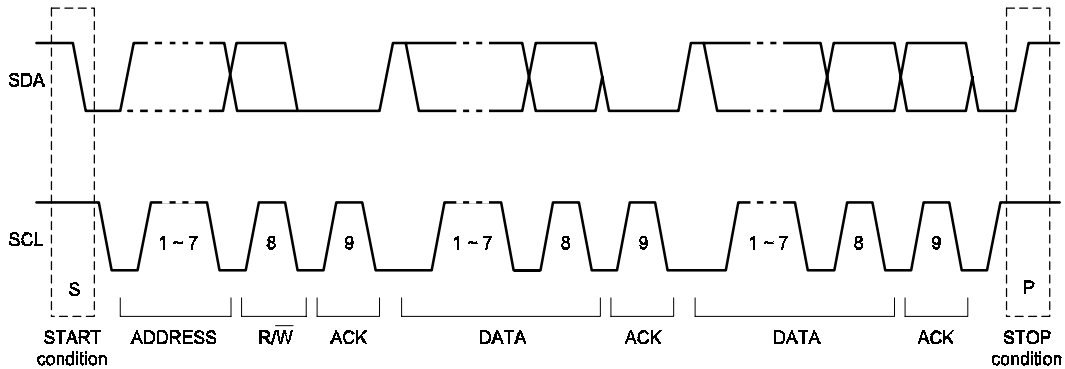 SDA
SCL
1 ~ 7 8 9 1 ~ 7 8 9 1 ~ 7 8 9
S P
START condition ADDRESS R/W̅ ACK DATA ACK DATA ACK STOP condition